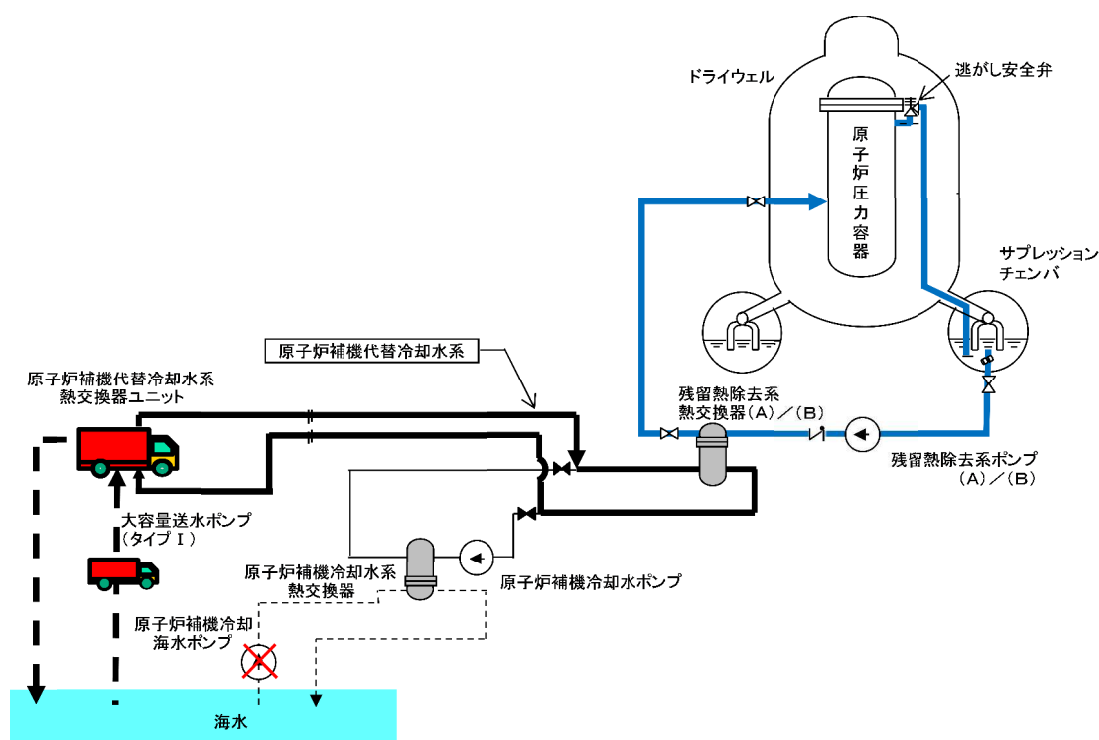 ドライウェル
逃がし安全弁
原子炉圧力容器
サプレッション
チェンバ
原子炉補機代替冷却水系
原子炉補機代替冷却水系
熱交換器ユニット
残留熱除去系
熱交換器(A)/(B)
残留熱除去系ポンプ
(A)/(B)
大容量送水ポンプ
(タイプⅠ)
原子炉補機冷却水系
熱交換器
原子炉補機冷却水ポンプ
原子炉補機冷却
海水ポンプ
海水